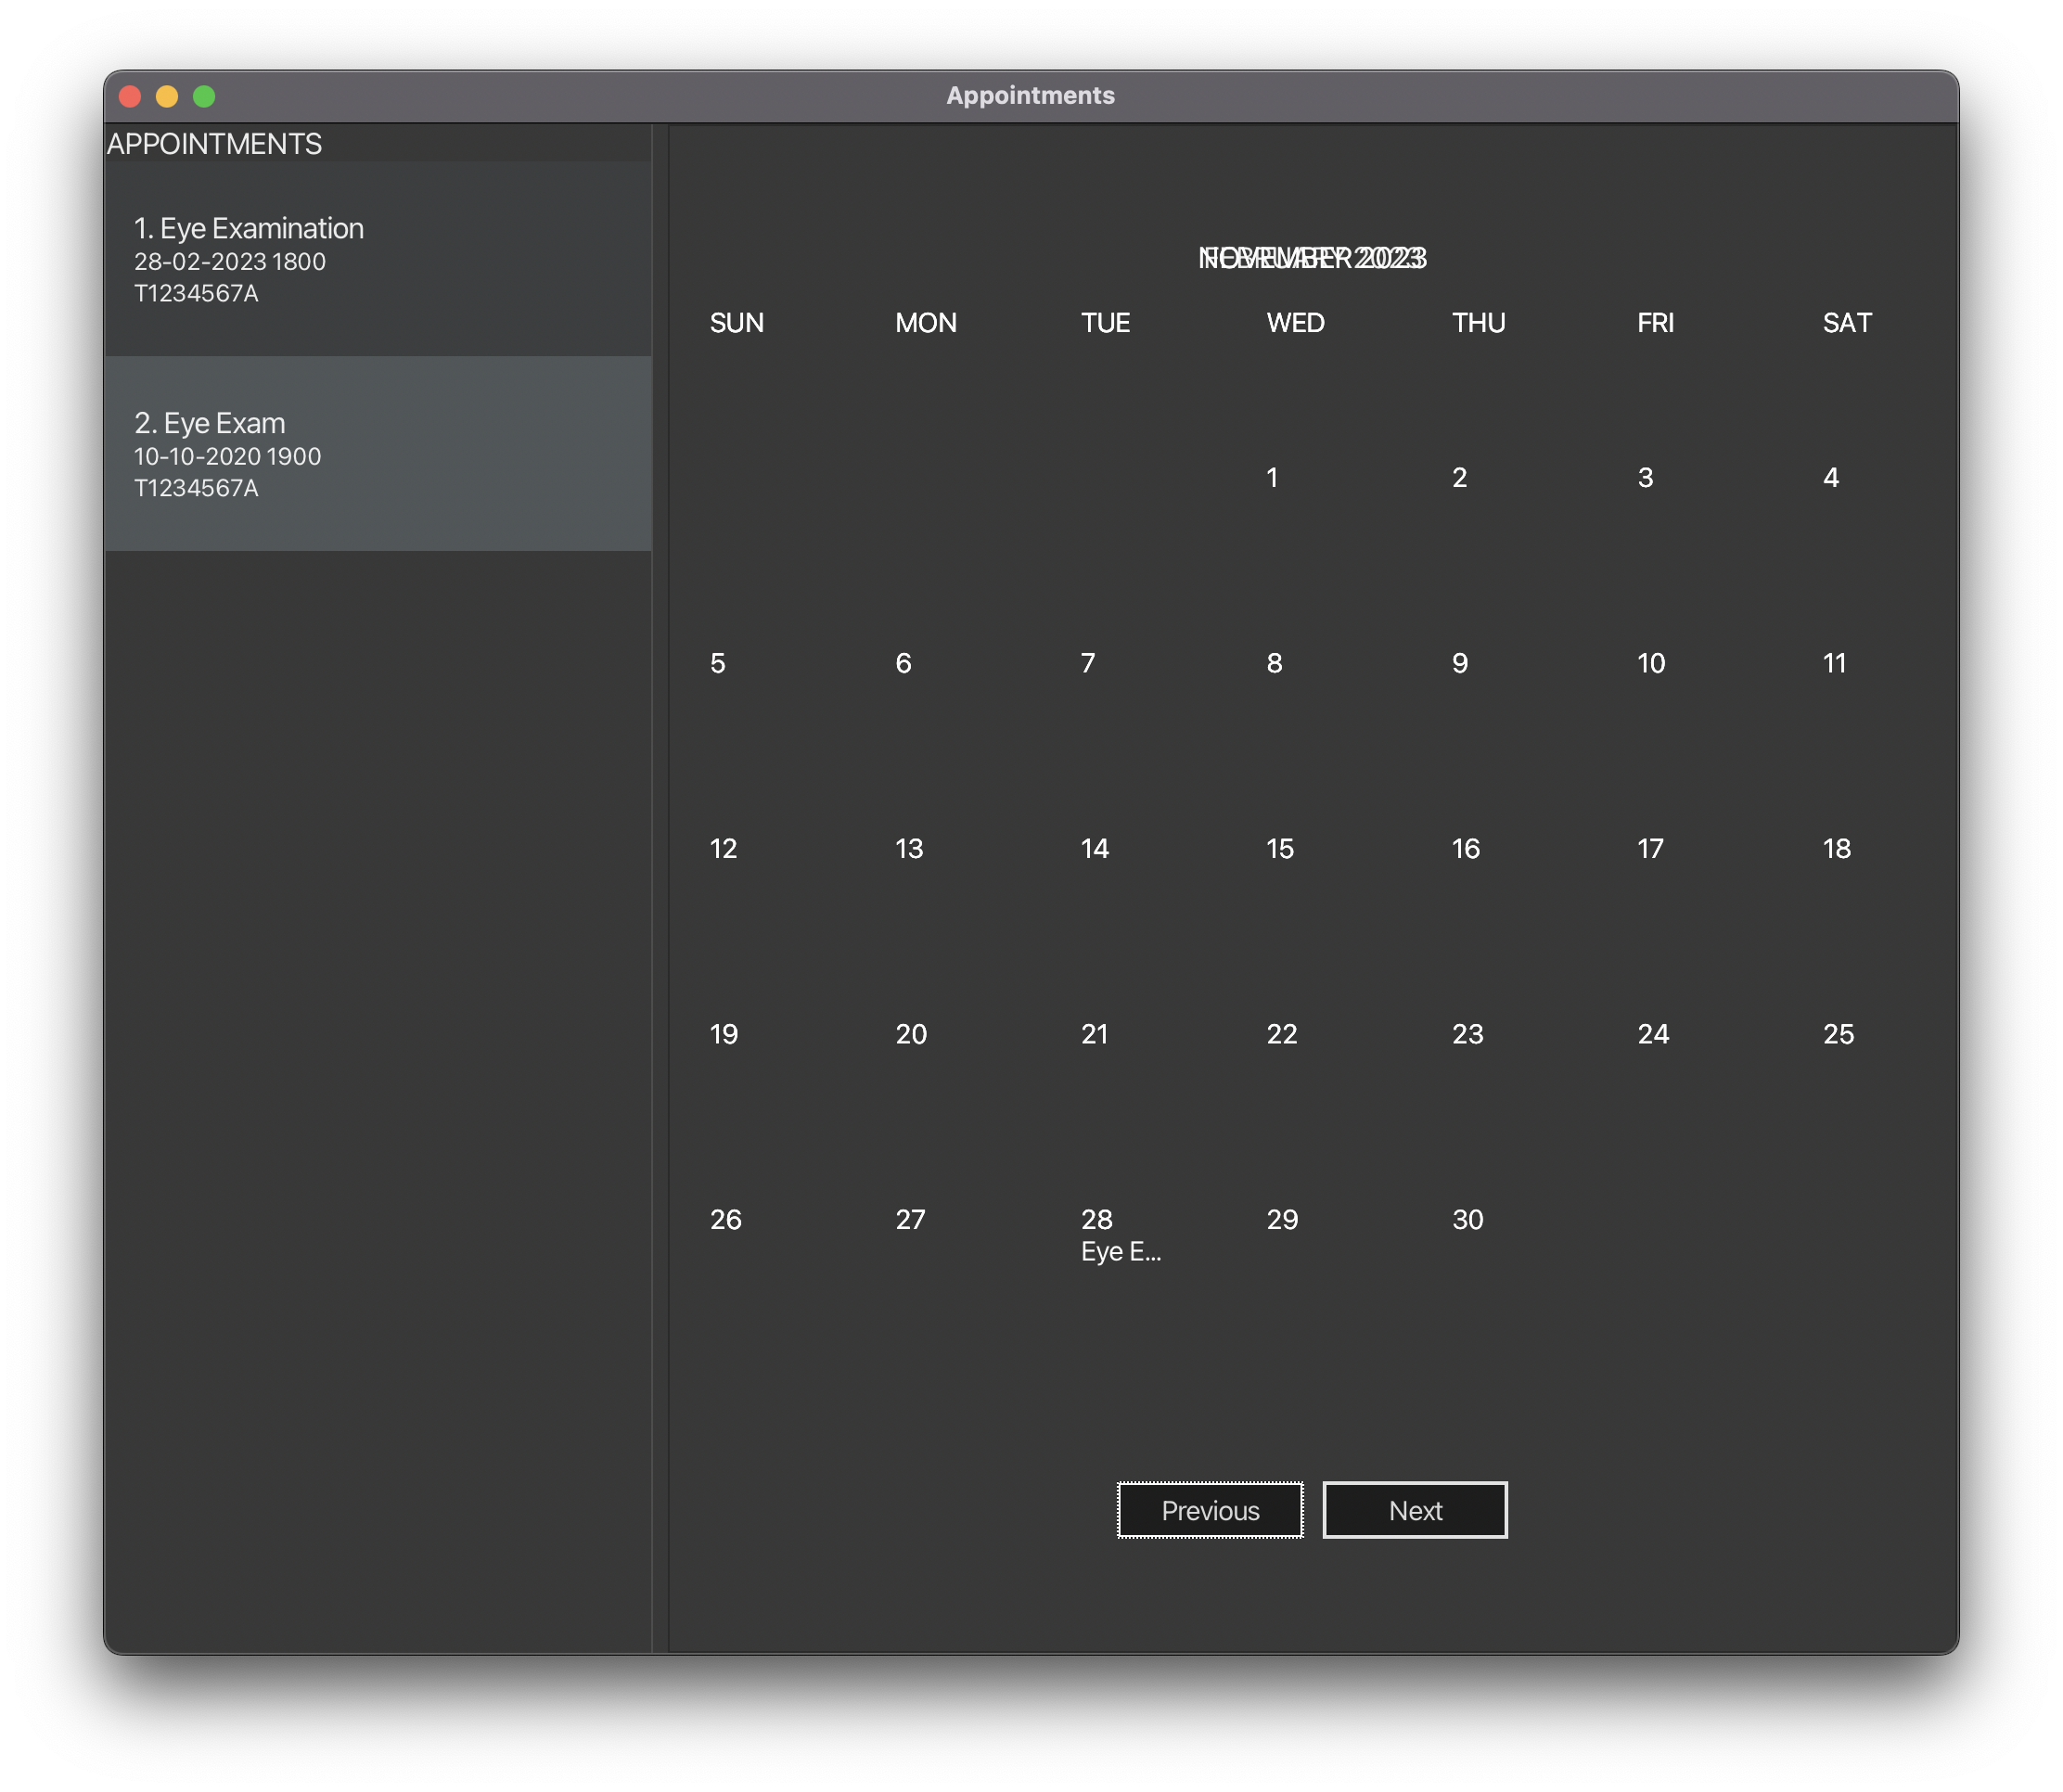 Appointments
APPOINTMENTS
1. Eye Examination
28-02-2023 1800
T1234567A
2. Eye Exam
10-10-2020 1900
T1234567A
SUN MON TUE WED THU FRI SAT
1 2 3 4
5 6 7 8 9 10 11
12 13 14 15 16 17 18
19 20 21 22 23 24 25
26 27 28 29 30
Eye E...
Previous Next